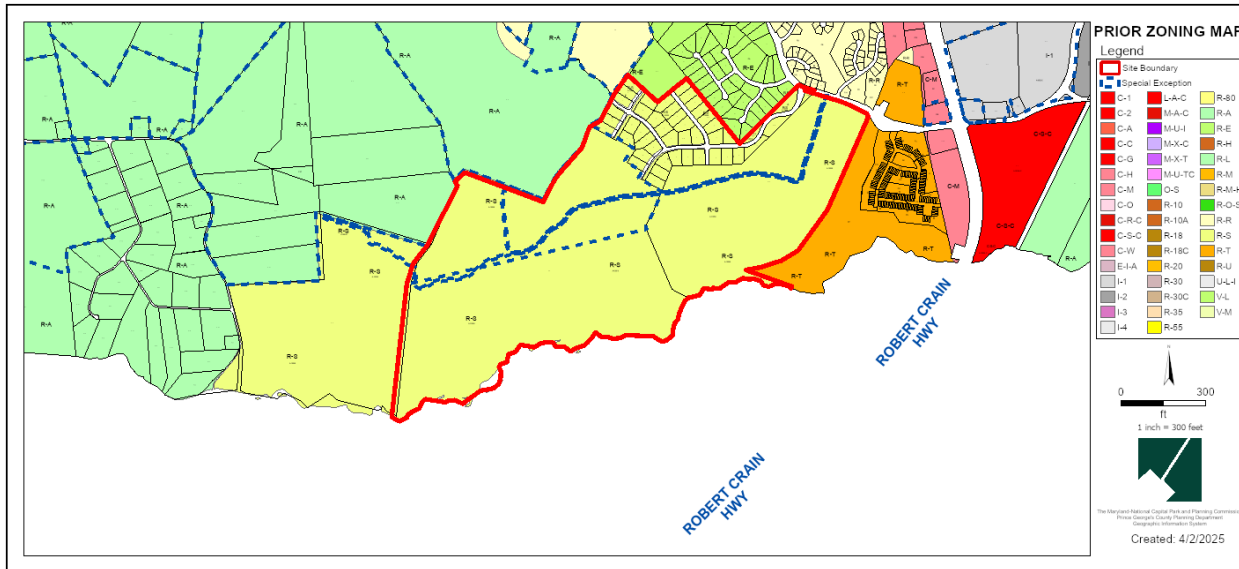 PRIOR ZONING MAP
Legend
Site Boundary
Special Exception
C-1
C-2
C-A
C-C
C-G
C-H
C-M
C-O
C-R-C
C-S-C
C-W
E-I-A
I-1
I-2
I-3
I-4
L-A-C
M-A-C
M-U-I
M-X-C
M-X-T
M-U-TC
O-S
R-10
R-10A
R-18
R-18C
R-20
R-30
R-30C
R-35
R-55
R-80
R-A
R-E
R-H
R-L
R-M
R-M-H
R-O-S
R-R
R-S
R-T
R-U
U-L-I
V-L
V-M
R-A
R-A
R-A
R-E
R-E
R-R
R-T
C-M
I-1
R-A
R-A
R-A
R-A
R-A
R-S
R-S
R-S
R-S
R-S
R-S
R-S
R-S
R-T
R-T
R-T
C-M
C-S-C
C-S-C
R-A
ROBERT CRAIN
HWY
ROBERT CRAIN
HWY
N
0 300
ft
1 inch = 300 feet
The Maryland-National Capital Park and Planning Commissio
Prince George's County Planning Department
Geographic Information System
Created: 4/2/2025